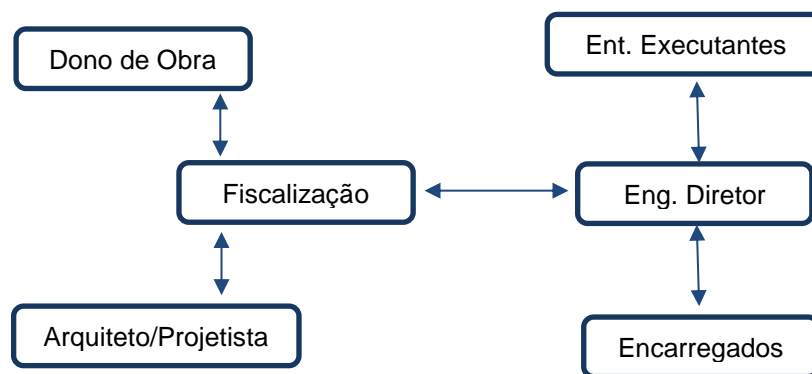 Dono de Obra
Ent. Executantes
Fiscalização
Eng. Diretor
Arquiteto/Projetista
Encarregados